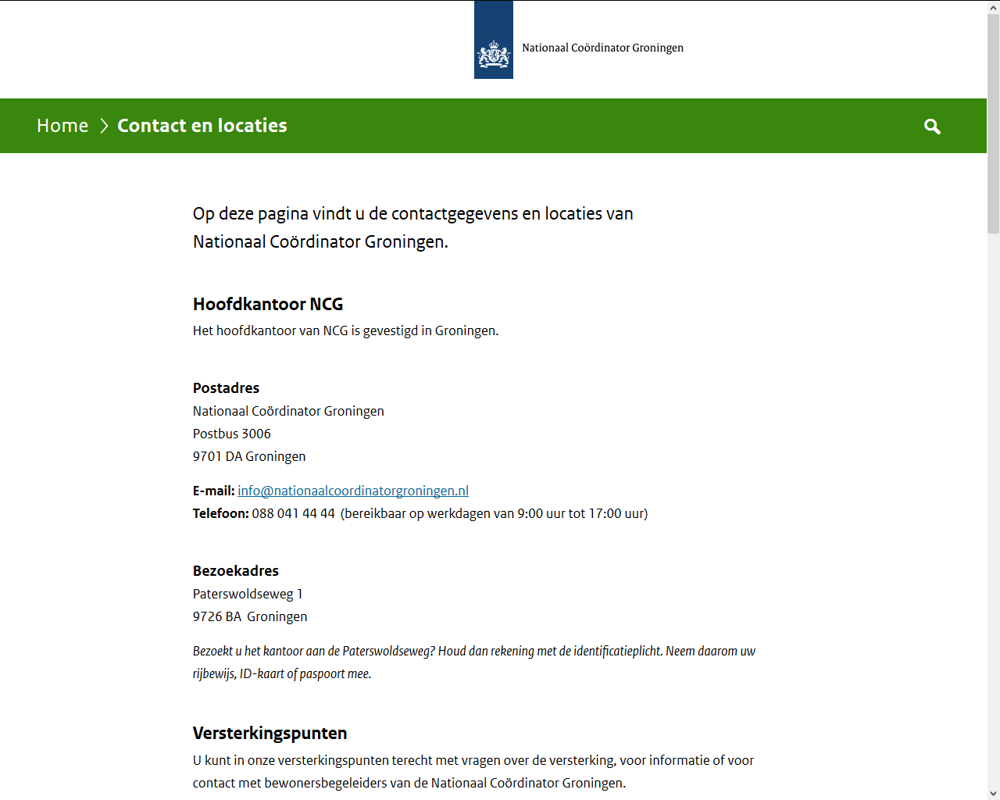 Nationaal Coördinator Groningen
Home
Contact en locaties
Op deze pagina vindt u de contactgegevens en locaties van
Nationaal Coördinator Groningen.
Hoofdkantoor NCG
Het hoofdkantoor van NCG is gevestigd in Groningen.
Postadres
Nationaal Coördinator Groningen
Postbus 3006
9701 DA Groningen
E-mail: info@nationaalcoordinatorgroningen.nl
Telefoon: 088 041 44 44 (bereikbaar op werkdagen van 9:00 uur tot 17:00 uur)
Bezoekadres
Paterswoldseweg 1
9726 BA Groningen
Bezoekt u het kantoor aan de Paterswoldseweg? Houd dan rekening met de identificatieplicht. Neem daarom uw
rijbewijs, ID-kaart of paspoort mee.
Versterkingspunten
U kunt in onze versterkingspunten terecht met vragen over de versterking, voor informatie of voor
contact met bewonersbegeleiders van de Nationaal Coördinator Groningen.